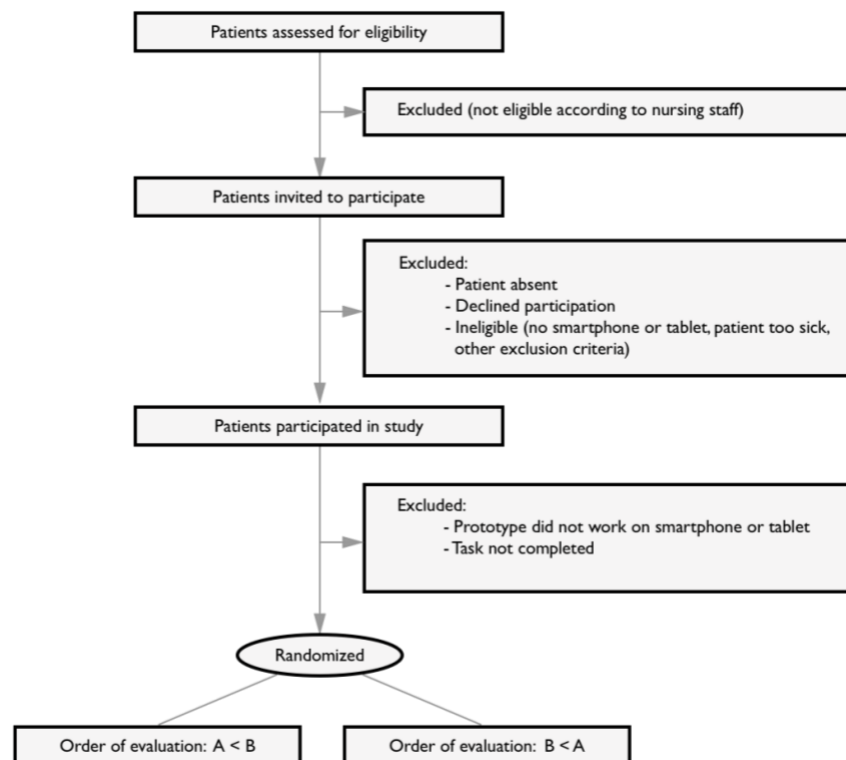 Patients assessed for eligibility
Excluded (not eligible according to nursing staff)
Patients invited to participate
Excluded:
- Patient absent
- Declined participation
- Ineligible (no smartphone or tablet, patient too sick,
other exclusion criteria)
Patients participated in study
Excluded:
- Prototype did not work on smartphone or tablet
- Task not completed
Randomized
Order of evaluation: A < B
Order of evaluation: B < A